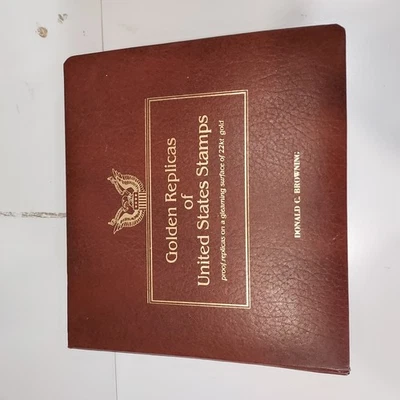 Golden Replicas
of
United States Stamps
proof replicas on a gleaming surface of 22kt gold
DONALD C. BROWNING